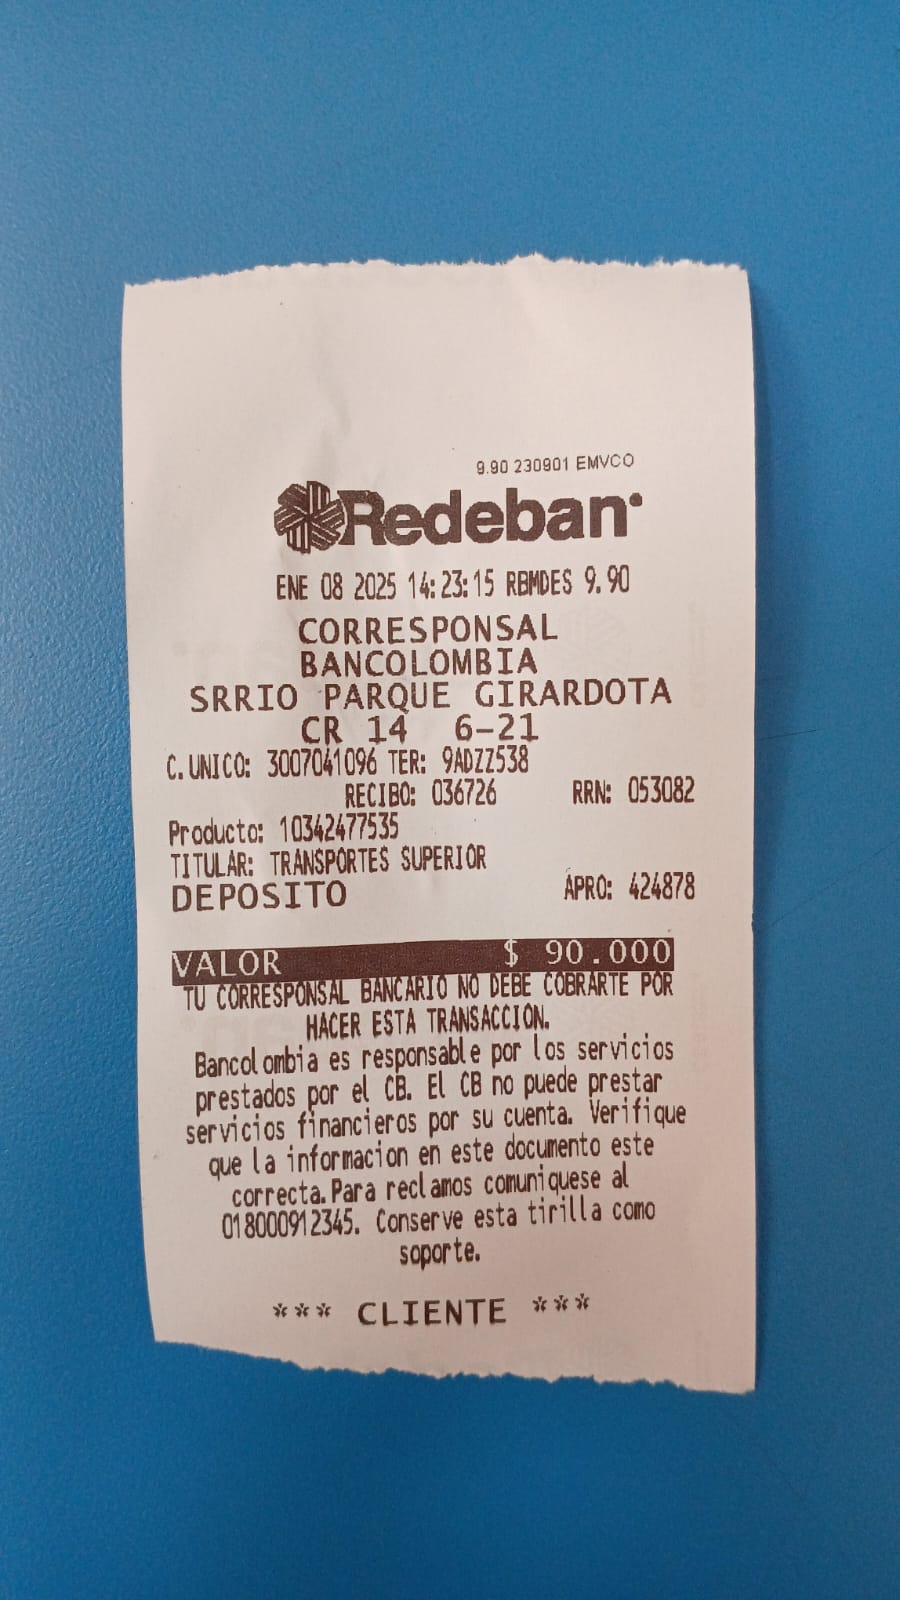 9.90 230901 EMVCO
Redeban
ENE 08 2025 14:23:15 RBMDES 9.90
CORRESPONSAL
BANCOLOMBIA
SRRIO PARQUE GIRARDOTA
CR 14 6-21
C.UNICO: 3007041096 TER: 9ADZZ538
RECIBO: 036726 RRN: 053082
Producto: 10342477535
TITULAR: TRANSPORTES SUPERIOR
DEPOSITO APRO: 424878
VALOR $ 90.000
TU CORRESPONSAL BANCARIO NO DEBE COBRARTE POR
HACER ESTA TRANSACCION.
Bancolombia es responsable por los servicios
prestados por el CB. El CB no puede prestar
servicios financieros por su cuenta. Verifique
que la informacion en este documento este
correcta.Para reclamos comuniquese al
018000912345. Conserve esta tirilla como
soporte.
*** CLIENTE ***